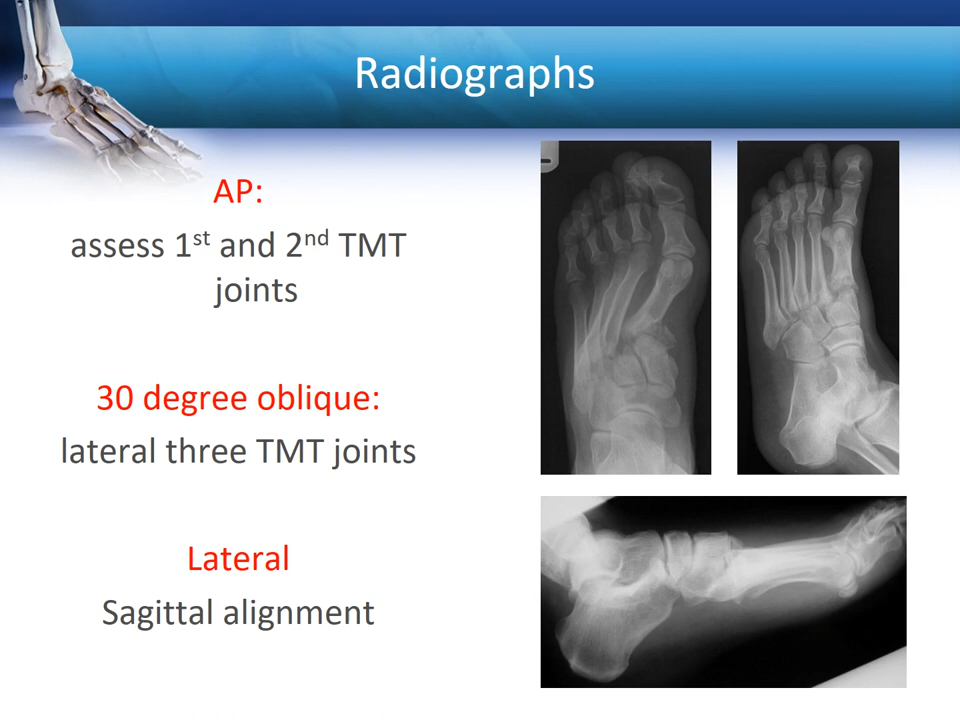 Radiographs
AP:
assess 1st and 2nd TMT
joints
30 degree oblique:
lateral three TMT joints
Lateral
Sagittal alignment